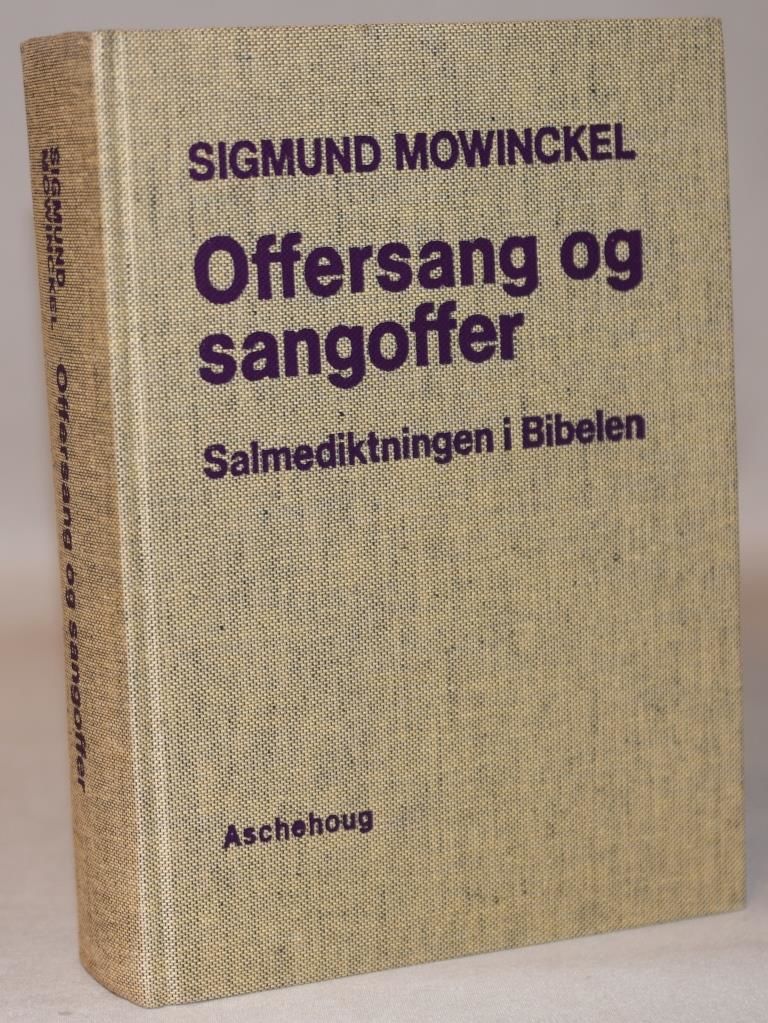 SIGMUND MOWINCKEL
Offersang og
sangoffer
Salmediktningen i Bibelen
Aschehoug
SIGMUND
MOWINCKEL
Offersang og sangoffer